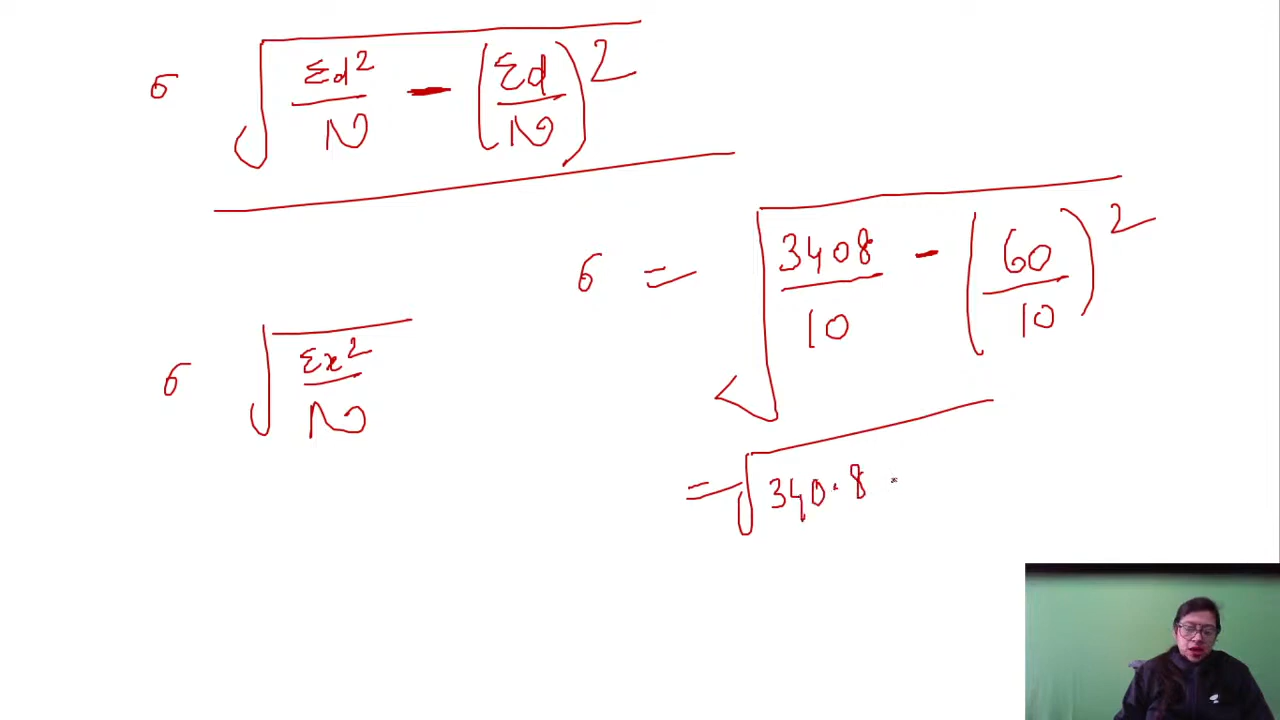 σ √(Σd²/N - (Σd/N)²)
σ = √(3408/10 - (60/10)²)
σ √(Σx²/N)
= √340.8